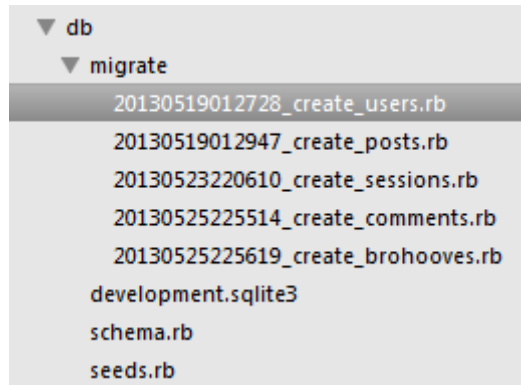 db
migrate
20130519012728_create_users.rb
20130519012947_create_posts.rb
20130523220610_create_sessions.rb
20130525225514_create_comments.rb
20130525225619_create_brohooves.rb
development.sqlite3
schema.rb
seeds.rb